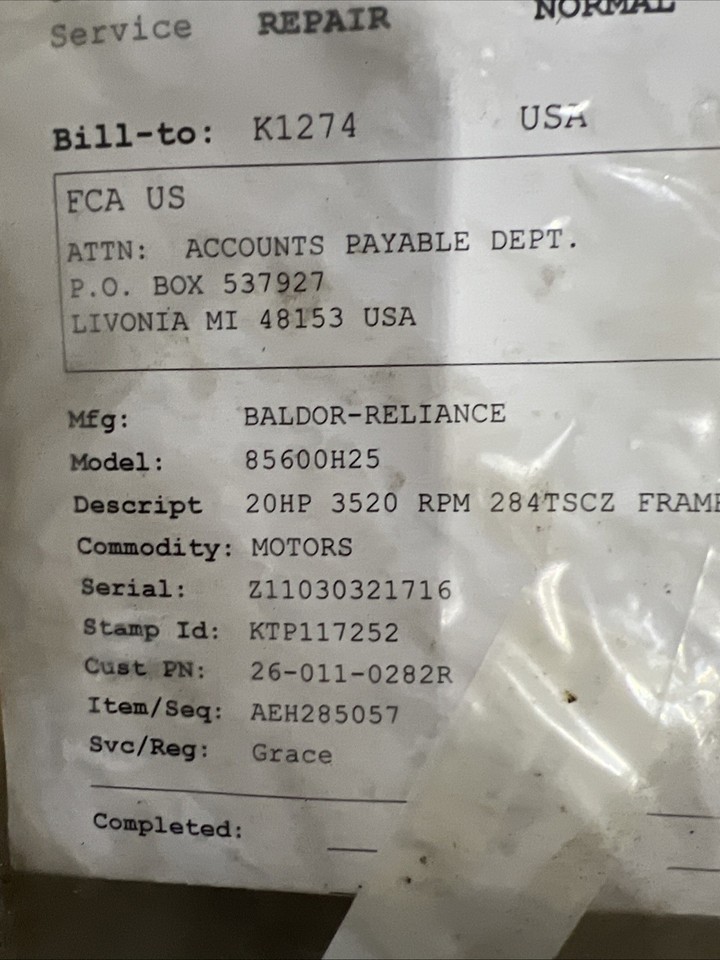 Service REPAIR NORMAL
Bill-to: K1274 USA
FCA US
ATTN: ACCOUNTS PAYABLE DEPT.
P.O. BOX 537927
LIVONIA MI 48153 USA
Mfg: BALDOR-RELIANCE
Model: 85600H25
Descript 20HP 3520 RPM 284TSCZ FRAME
Commodity: MOTORS
Serial: Z11030321716
Stamp Id: KTP117252
Cust PN: 26-011-0282R
Item/Seq: AEH285057
Svc/Reg: Grace
Completed: